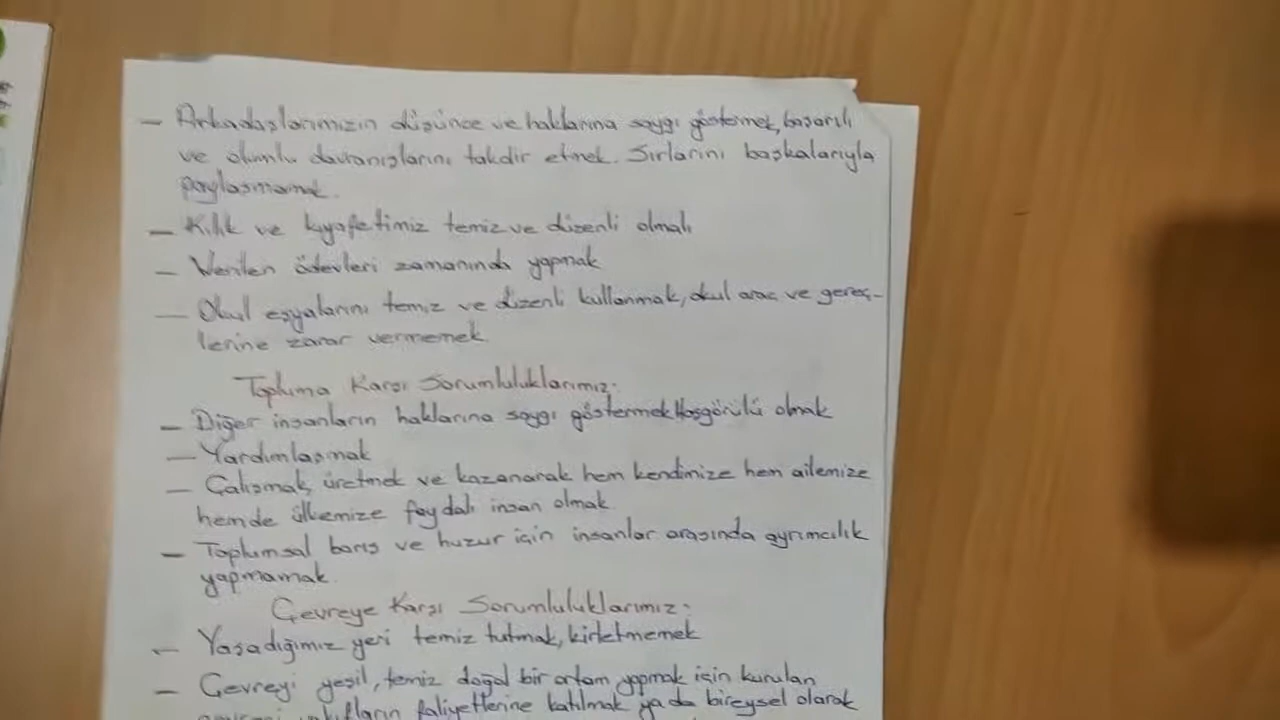 - Arkadaşlarımızın düşünce ve haklarına saygı göstermek, başarılı
ve olumlu davranışlarını takdir etmek. Sırlarını başkalarıyla
paylaşmamak.
- Kılık ve kıyafetimiz temiz ve düzenli olmalı
- Verilen ödevleri zamanında yapmak
- Okul eşyalarını temiz ve düzenli kullanmak, okul araç ve gereç-
lerine zarar vermemek.
Topluma Karşı Sorumluluklarımız:
- Diğer insanların haklarına saygı göstermek Hoşgörülü olmak
- Yardımlaşmak
- Çalışmak, üretmek ve kazanarak hem kendimize hem ailemize
hemde ülkemize faydalı insan olmak.
- Toplumsal barış ve huzur için insanlar arasında ayrımcılık
yapmamak.
Çevreye Karşı Sorumluluklarımız:
- Yaşadığımız yeri temiz tutmak, kirletmemek
- Çevreyi yeşil, temiz doğal bir ortam yapmak için kurulan
vakıfların faliyetlerine katılmak ya da bireysel olarak